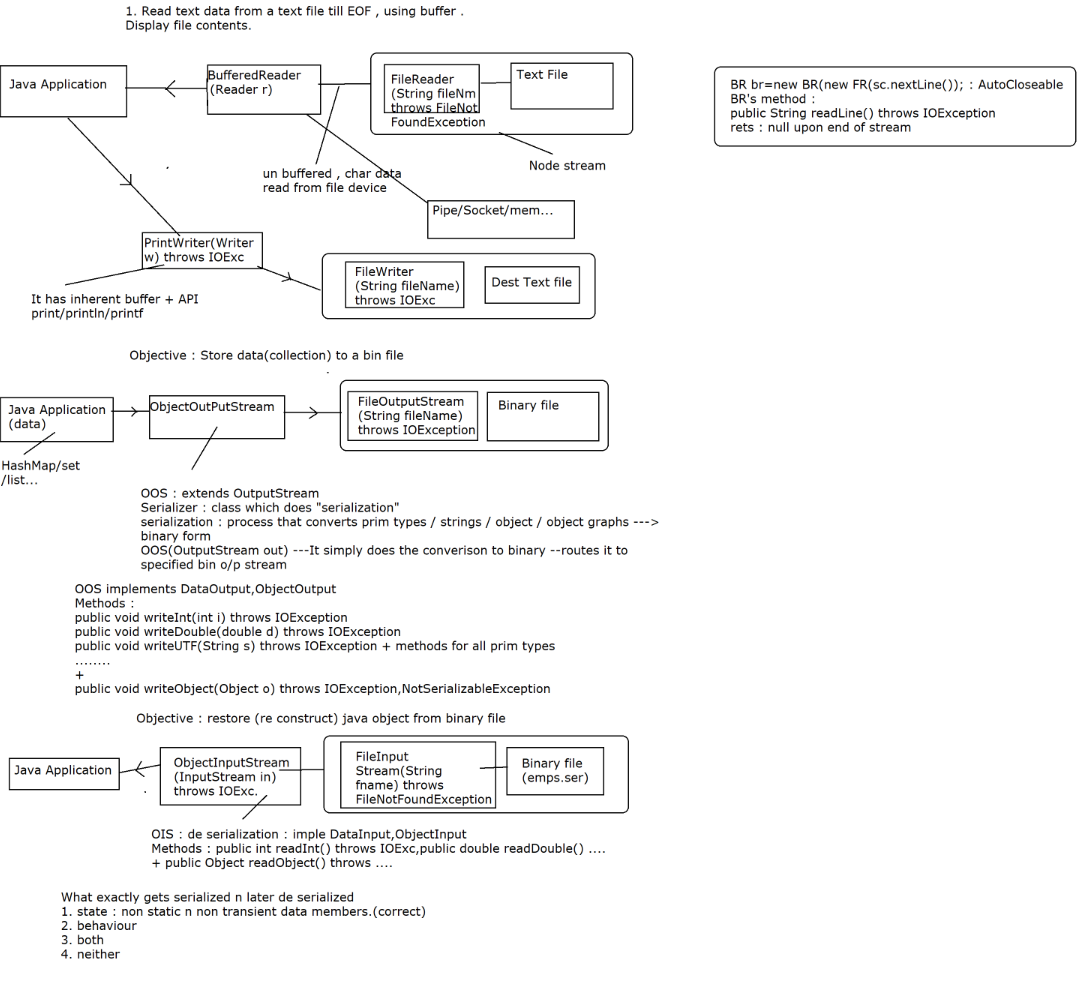 1. Read text data from a text file till EOF , using buffer .
Display file contents.
Java Application
BufferedReader
(Reader r)
FileReader
(String fileNm
throws FileNot
FoundException
Text File
BR br=new BR(new FR(sc.nextLine()); : AutoCloseable
BR's method :
public String readLine() throws IOException
rets : null upon end of stream
Node stream
un buffered , char data
read from file device
Pipe/Socket/mem...
PrintWriter(Writer
w) throws IOExc
FileWriter
(String fileName)
throws IOExc
Dest Text file
It has inherent buffer + API
print/println/printf
Objective : Store data(collection) to a bin file
Java Application
(data)
ObjectOutPutStream
FileOutputStream
(String fileName)
throws IOException
Binary file
HashMap/set
/list...
OOS : extends OutputStream
Serializer : class which does "serialization"
serialization : process that converts prim types / strings / object / object graphs --->
binary form
OOS(OutputStream out) ---It simply does the converison to binary --routes it to
specified bin o/p stream
OOS implements DataOutput,ObjectOutput
Methods :
public void writeInt(int i) throws IOException
public void writeDouble(double d) throws IOException
public void writeUTF(String s) throws IOException + methods for all prim types
........
+
public void writeObject(Object o) throws IOException,NotSerializableException
Objective : restore (re construct) java object from binary file
Java Application
ObjectInputStream
(InputStream in)
throws IOExc.
FileInput
Stream(String
fname) throws
FileNotFoundException
Binary file
(emps.ser)
OIS : de serialization : imple DataInput,ObjectInput
Methods : public int readInt() throws IOExc,public double readDouble() ....
+ public Object readObject() throws ....
What exactly gets serialized n later de serialized
1. state : non static n non transient data members.(correct)
2. behaviour
3. both
4. neither